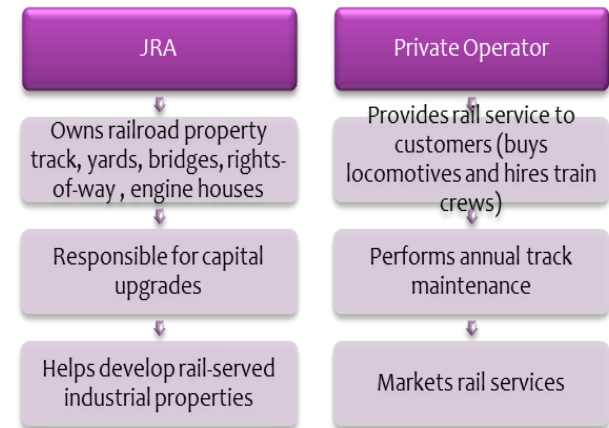 JRA
Owns railroad property
track, yards, bridges, rights-
of-way , engine houses
Responsible for capital
upgrades
Helps develop rail-served
industrial properties
Private Operator
Provides rail service to
customers (buys
locomotives and hires train
crews)
Performs annual track
maintenance
Markets rail services